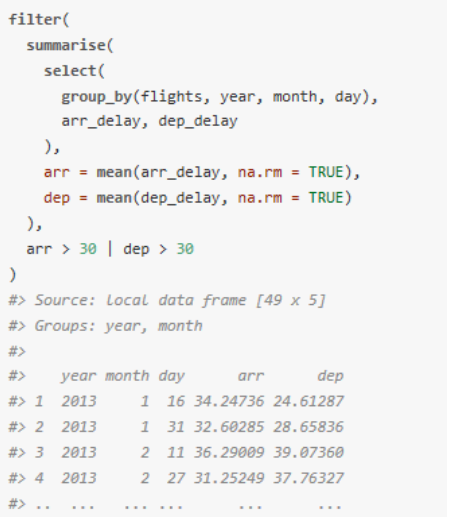 filter(
  summarise(
    select(
      group_by(flights, year, month, day),
      arr_delay, dep_delay
    ),
    arr = mean(arr_delay, na.rm = TRUE),
    dep = mean(dep_delay, na.rm = TRUE)
  ),
  arr > 30 | dep > 30
)
#> Source: local data frame [49 x 5]
#> Groups: year, month
#>
#>    year month day      arr      dep
#> 1  2013     1  16 34.24736 24.61287
#> 2  2013     1  31 32.60285 28.65836
#> 3  2013     2  11 36.29009 39.07360
#> 4  2013     2  27 31.25249 37.76327
#> ..  ...   ... ...      ...      ...